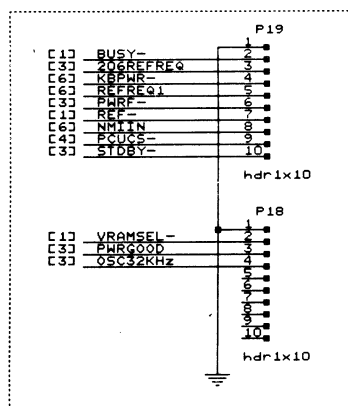 P19
1
[1] BUSY- 2
[3] 206REFREQ 3
[6] KBPWR- 4
[6] REFREQ1 5
[3] PWRF- 6
[1] REF- 7
[6] NMIIN 8
[4] PCUCS- 9
[3] STDBY- 10
hdr1x10
P18
1
[1] VRAMSEL- 2
[3] PWRGOOD 3
[3] OSC32KHz 4
5
6
7
8
9
10
hdr1x10